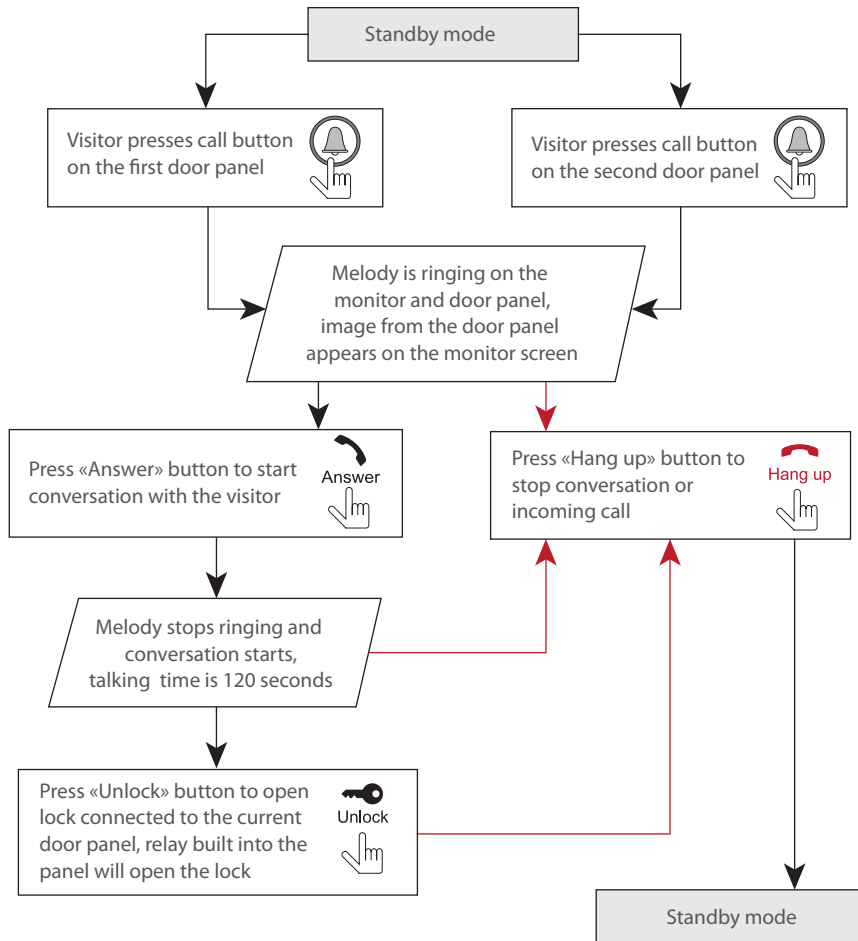 Standby mode
Visitor presses call button
on the first door panel
Visitor presses call button
on the second door panel
Melody is ringing on the
monitor and door panel,
image from the door panel
appears on the monitor screen
Press «Answer» button to start
conversation with the visitor
Answer
Press «Hang up» button to
stop conversation or
incoming call
Hang up
Melody stops ringing and
conversation starts,
talking time is 120 seconds
Press «Unlock» button to open
lock connected to the current
door panel, relay built into the
panel will open the lock
Unlock
Standby mode